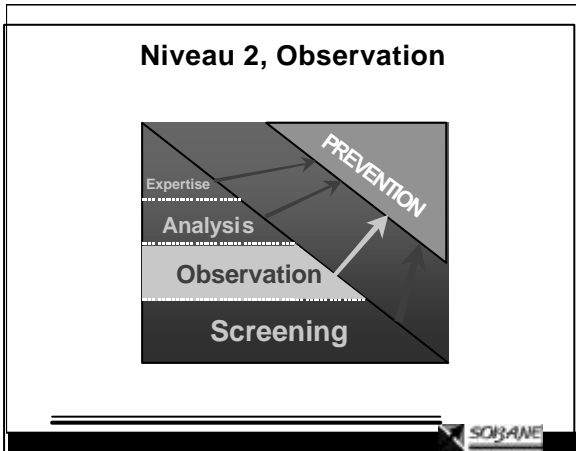 Niveau 2, Observation
PREVENTION
Expertise
Analysis
Observation
Screening
SOBANE